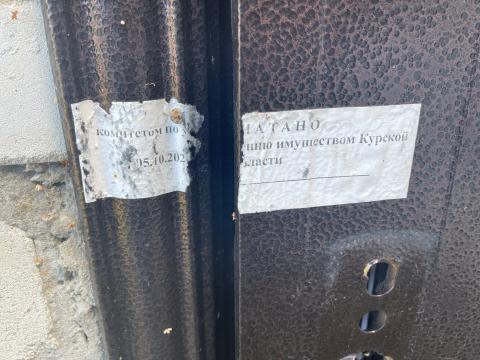 ЧАТАНО
комитетом по у нию имуществом Курской
05.10.202 ласти